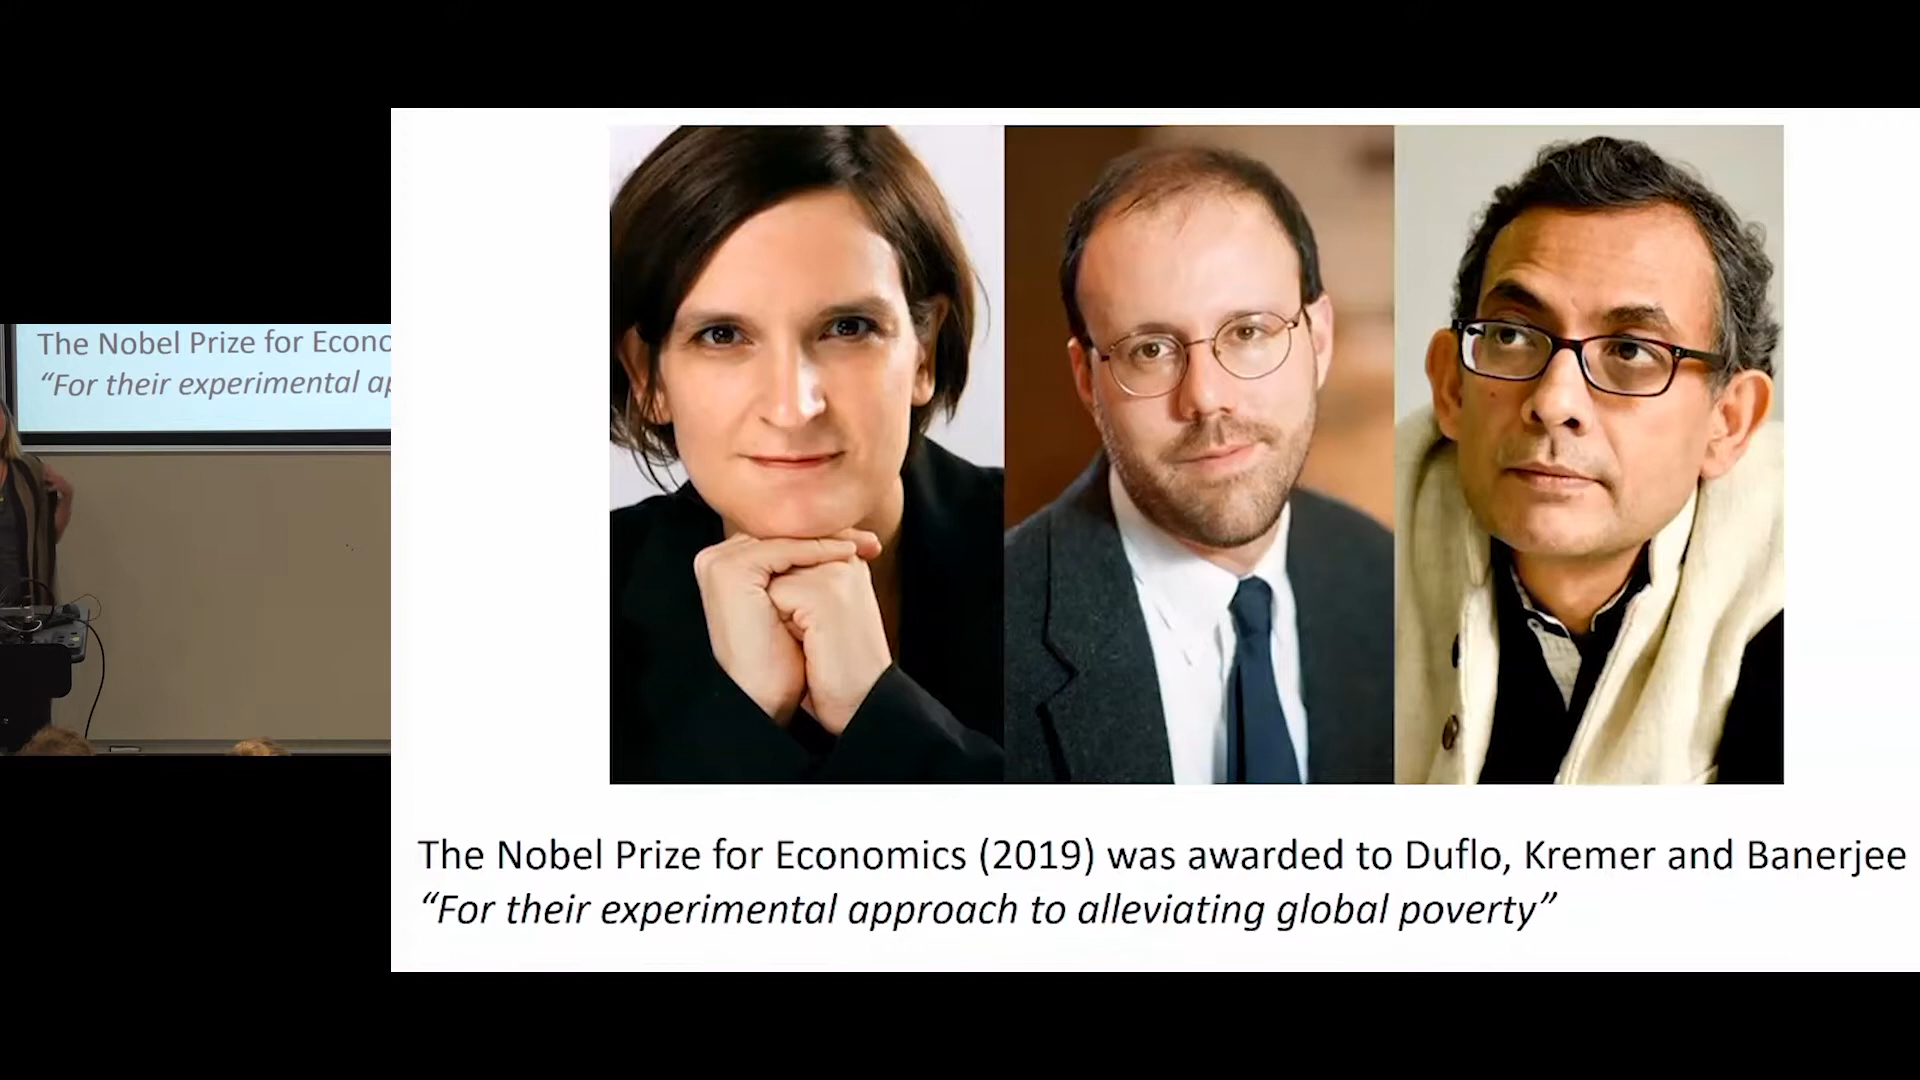 The Nobel Prize for Econo
“For their experimental ap
The Nobel Prize for Economics (2019) was awarded to Duflo, Kremer and Banerjee
“For their experimental approach to alleviating global poverty”